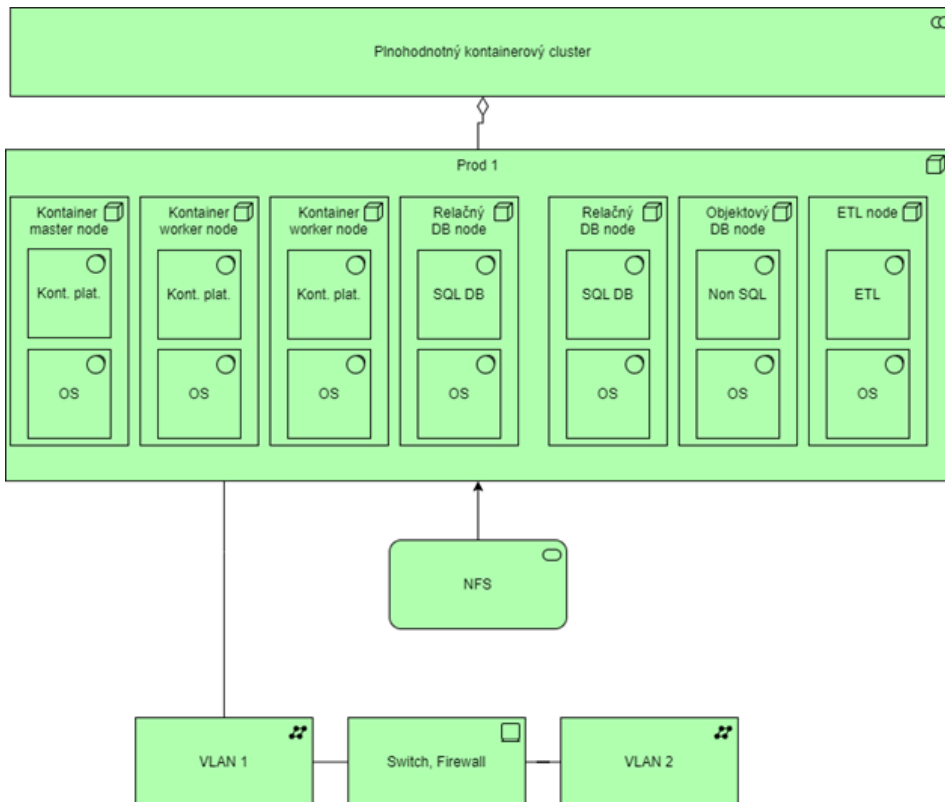 Plnohodnotný kontajnerový cluster
Prod 1
Kontainer
master node
Kontainer
worker node
Kontainer
worker node
Relačný
DB node
Relačný
DB node
Objektový
DB node
ETL node
Kont. plat.
Kont. plat.
Kont. plat.
SQL DB
SQL DB
Non SQL
ETL
OS
OS
OS
OS
OS
OS
OS
NFS
VLAN 1
Switch, Firewall
VLAN 2